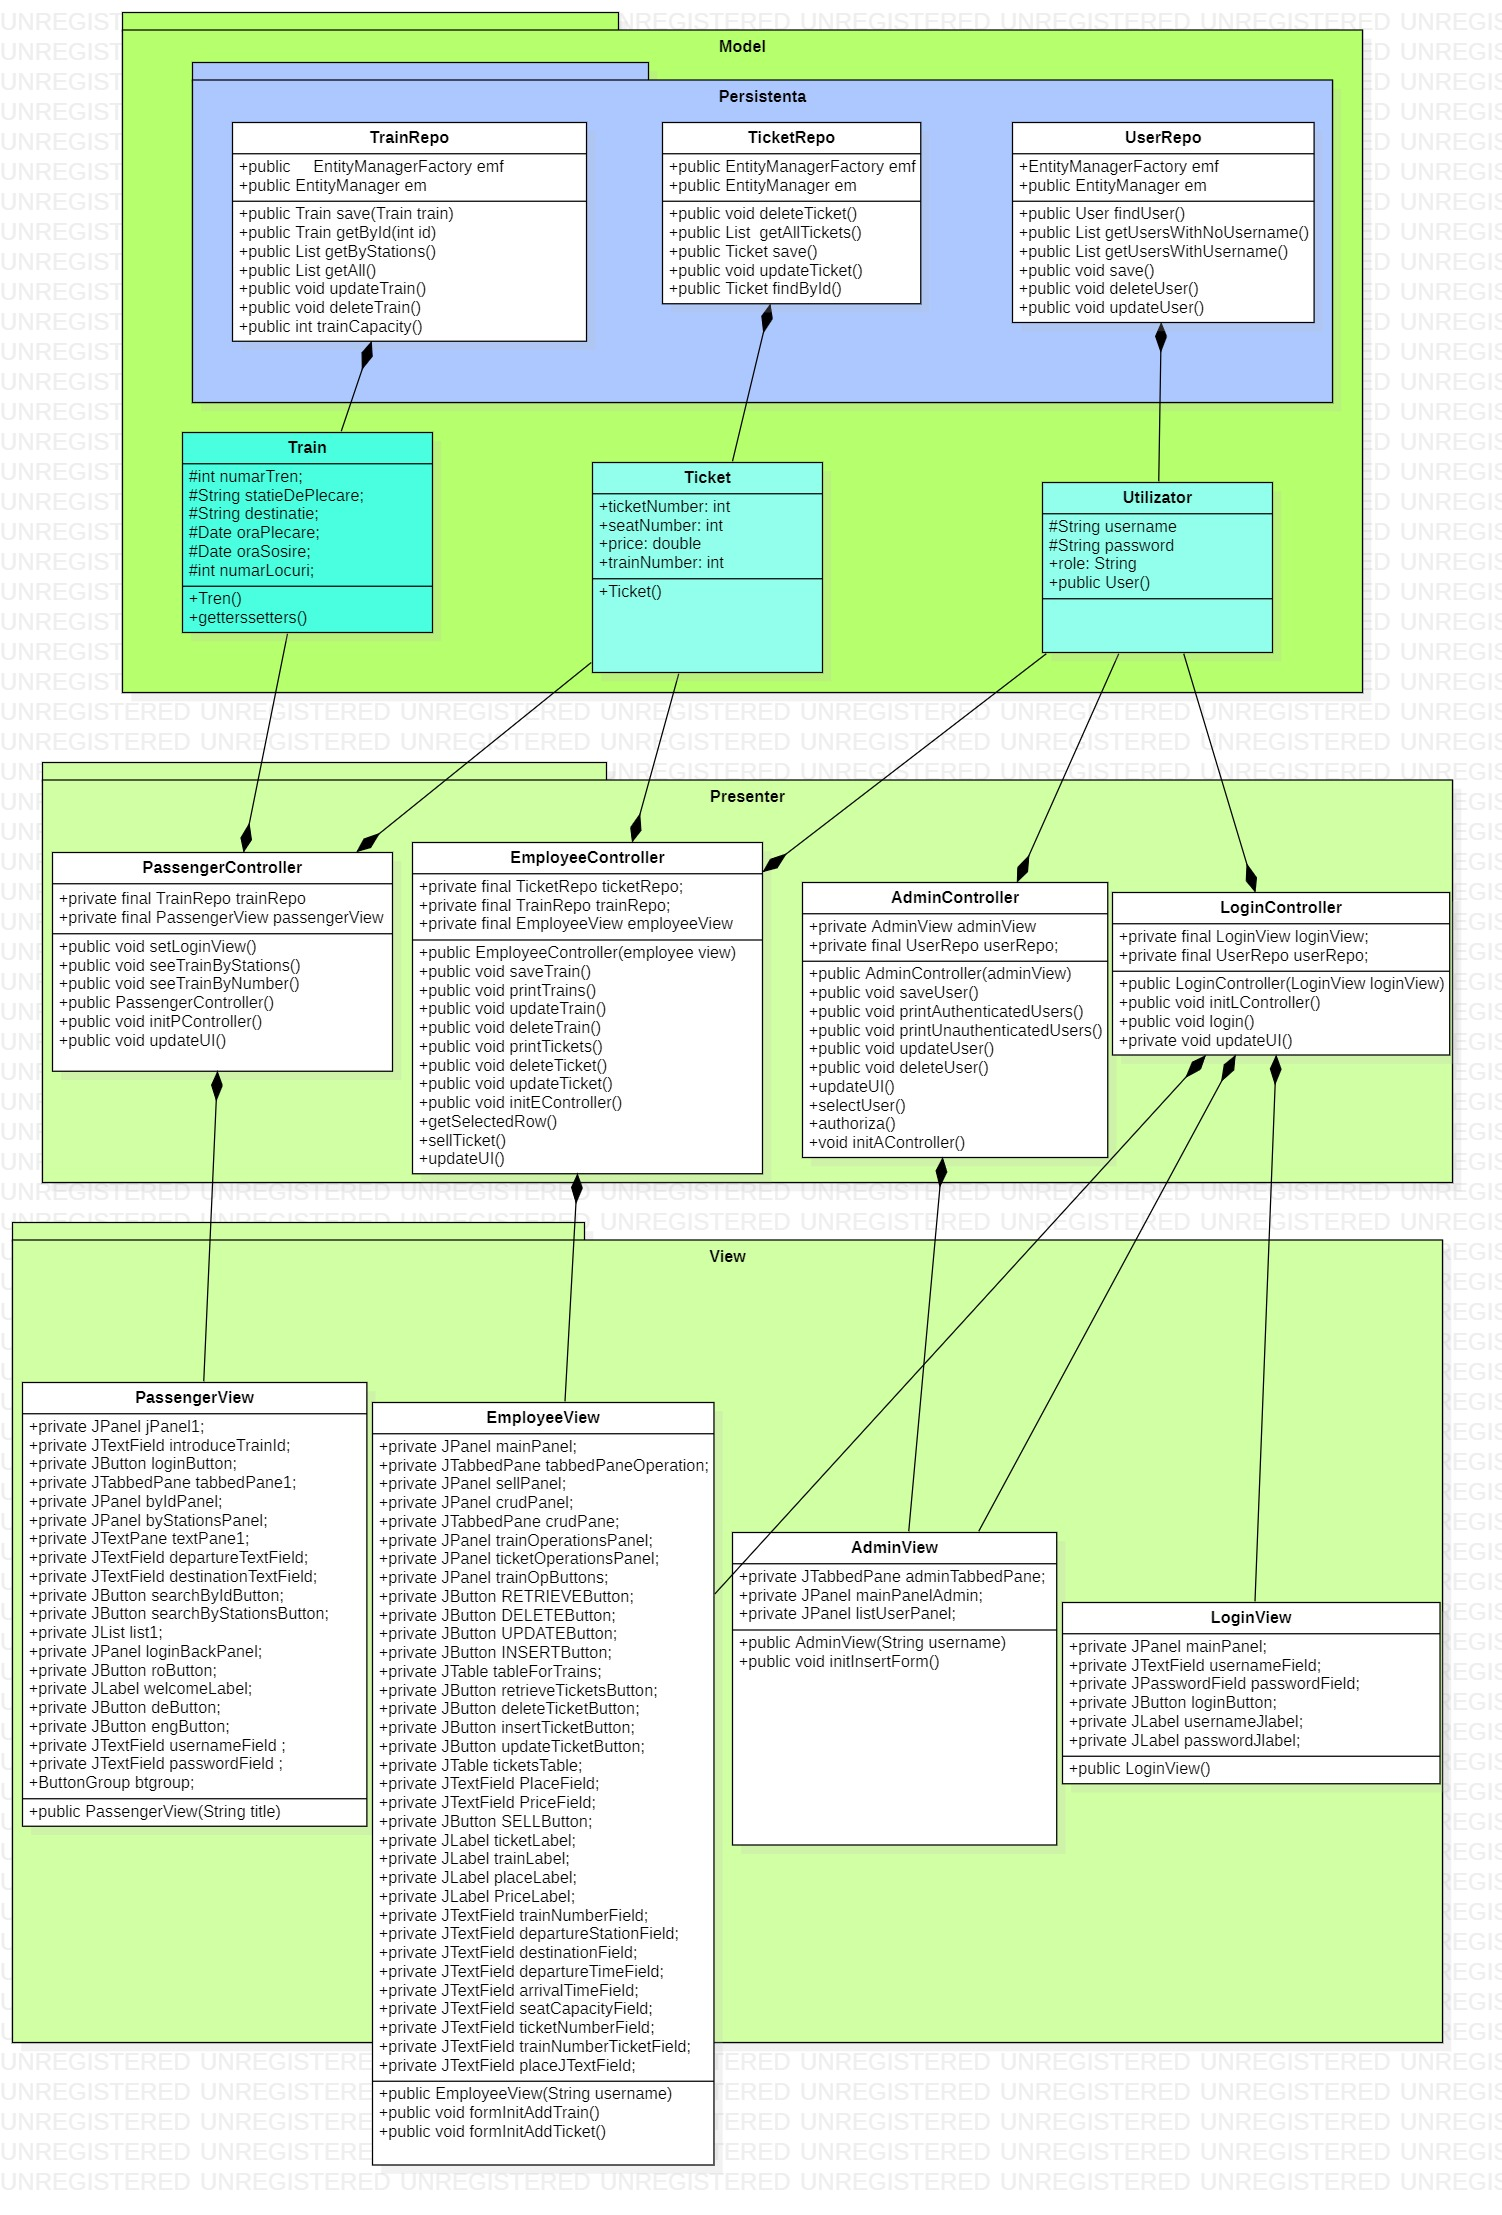 Model
Persistenta
TrainRepo
+public     EntityManagerFactory emf
+public EntityManager em
+public Train save(Train train)
+public Train getById(int id)
+public List getByStations()
+public List getAll()
+public void updateTrain()
+public void deleteTrain()
+public int trainCapacity()
TicketRepo
+public EntityManagerFactory emf
+public EntityManager em
+public void deleteTicket()
+public List  getAllTickets()
+public Ticket save()
+public void updateTicket()
+public Ticket findById()
UserRepo
+EntityManagerFactory emf
+public EntityManager em
+public User findUser()
+public List getUsersWithNoUsername()
+public List getUsersWithUsername()
+public void save()
+public void deleteUser()
+public void updateUser()
Train
#int numarTren;
#String statieDePlecare;
#String destinatie;
#Date oraPlecare;
#Date oraSosire;
#int numarLocuri;
+Tren()
+getterssetters()
Ticket
+ticketNumber: int
+seatNumber: int
+price: double
+trainNumber: int
+Ticket()
Utilizator
#String username
#String password
+role: String
+public User()
Presenter
PassengerController
+private final TrainRepo trainRepo
+private final PassengerView passengerView
+public void setLoginView()
+public void seeTrainByStations()
+public void seeTrainByNumber()
+public PassengerController()
+public void initPController()
+public void updateUI()
EmployeeController
+private final TicketRepo ticketRepo;
+private final TrainRepo trainRepo;
+private final EmployeeView employeeView
+public EmployeeController(employee view)
+public void saveTrain()
+public void printTrains()
+public void updateTrain()
+public void deleteTrain()
+public void printTickets()
+public void deleteTicket()
+public void updateTicket()
+public void initEController()
+getSelectedRow()
+sellTicket()
+updateUI()
AdminController
+private AdminView adminView
+private final UserRepo userRepo;
+public AdminController(adminView)
+public void saveUser()
+public void printAuthenticatedUsers()
+public void printUnauthenticatedUsers()
+public void updateUser()
+public void deleteUser()
+updateUI()
+selectUser()
+authoriza()
+void initAController()
LoginController
+private final LoginView loginView;
+private final UserRepo userRepo;
+public LoginController(LoginView loginView)
+public void initLController()
+public void login()
+private void updateUI()
View
PassengerView
+private JPanel jPanel1;
+private JTextField introduceTrainId;
+private JButton loginButton;
+private JTabbedPane tabbedPane1;
+private JPanel byIdPanel;
+private JPanel byStationsPanel;
+private JTextPane textPane1;
+private JTextField departureTextField;
+private JTextField destinationTextField;
+private JButton searchByIdButton;
+private JButton searchByStationsButton;
+private JList list1;
+private JPanel loginBackPanel;
+private JButton roButton;
+private JLabel welcomeLabel;
+private JButton deButton;
+private JButton engButton;
+private JTextField usernameField ;
+private JTextField passwordField ;
+ButtonGroup btgroup;
+public PassengerView(String title)
EmployeeView
+private JPanel mainPanel;
+private JTabbedPane tabbedPaneOperation;
+private JPanel sellPanel;
+private JPanel crudPanel;
+private JTabbedPane crudPane;
+private JPanel trainOperationsPanel;
+private JPanel ticketOperationsPanel;
+private JPanel trainOpButtons;
+private JButton RETRIEVEButton;
+private JButton DELETEButton;
+private JButton UPDATEButton;
+private JButton INSERTButton;
+private JTable tableForTrains;
+private JButton retrieveTicketsButton;
+private JButton deleteTicketButton;
+private JButton insertTicketButton;
+private JButton updateTicketButton;
+private JTable ticketsTable;
+private JTextField PlaceField;
+private JTextField PriceField;
+private JButton SELLButton;
+private JLabel ticketLabel;
+private JLabel trainLabel;
+private JLabel placeLabel;
+private JLabel PriceLabel;
+private JTextField trainNumberField;
+private JTextField departureStationField;
+private JTextField destinationField;
+private JTextField departureTimeField;
+private JTextField arrivalTimeField;
+private JTextField seatCapacityField;
+private JTextField ticketNumberField;
+private JTextField trainNumberTicketField;
+private JTextField placeJTextField;
+public EmployeeView(String username)
+public void formInitAddTrain()
+public void formInitAddTicket()
AdminView
+private JTabbedPane adminTabbedPane;
+private JPanel mainPanelAdmin;
+private JPanel listUserPanel;
+public AdminView(String username)
+public void initInsertForm()
LoginView
+private JPanel mainPanel;
+private JTextField usernameField;
+private JPasswordField passwordField;
+private JButton loginButton;
+private JLabel usernameJlabel;
+private JLabel passwordJlabel;
+public LoginView()